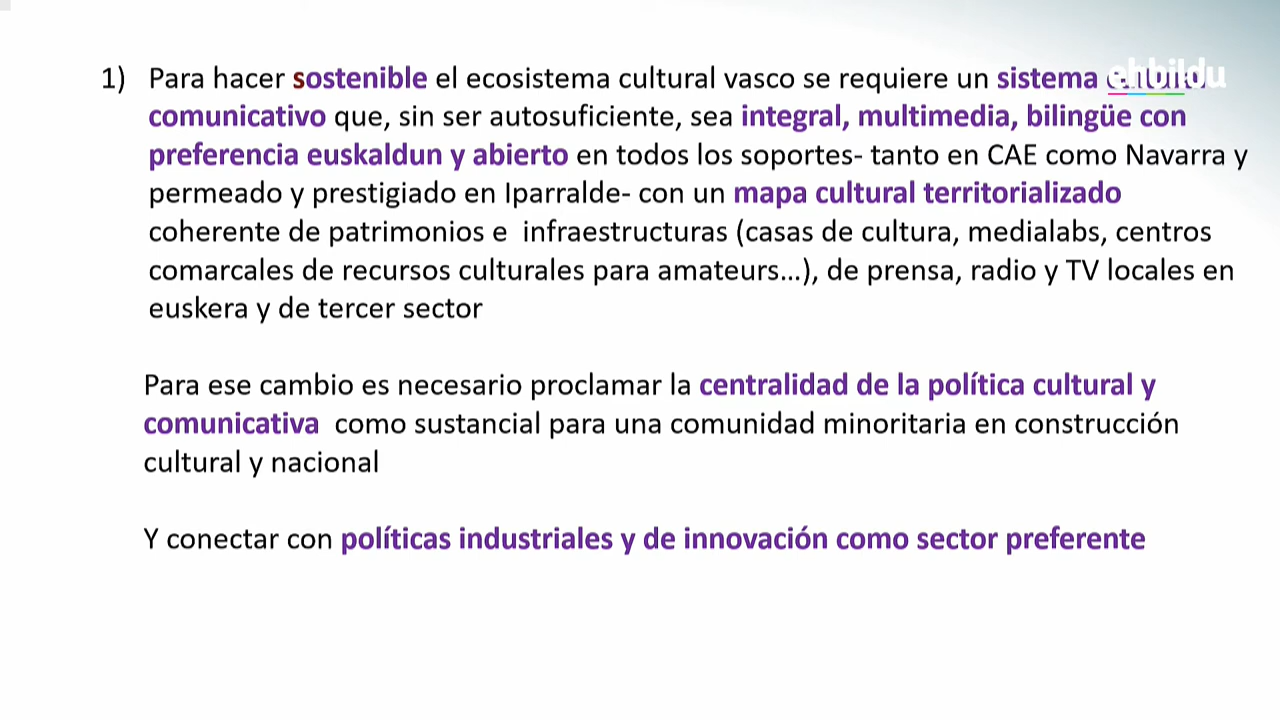 1) Para hacer sostenible el ecosistema cultural vasco se requiere un sistema
ehbildu
comunicativo que, sin ser autosuficiente, sea integral, multimedia, bilingüe con
preferencia euskaldun y abierto en todos los soportes- tanto en CAE como Navarra y
permeado y prestigiado en Iparralde- con un mapa cultural territorializado
coherente de patrimonios e infraestructuras (casas de cultura, medialabs, centros
comarcales de recursos culturales para amateurs…), de prensa, radio y TV locales en
euskera y de tercer sector
Para ese cambio es necesario proclamar la centralidad de la política cultural y
comunicativa como sustancial para una comunidad minoritaria en construcción
cultural y nacional
Y conectar con políticas industriales y de innovación como sector preferente